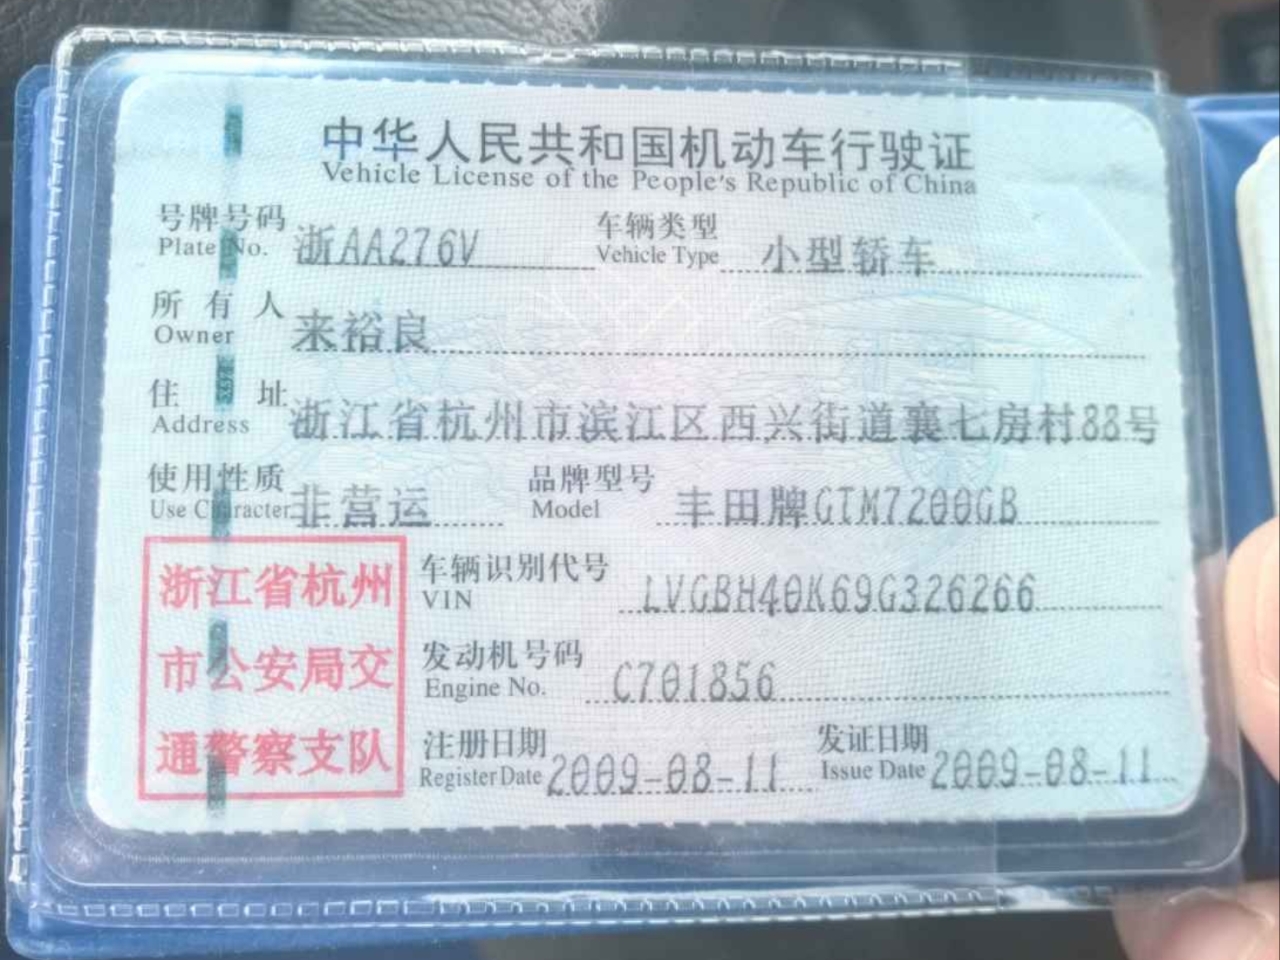 中华人民共和国机动车行驶证
Vehicle License of the People's Republic of China
号牌号码 浙AA276V 车辆类型 小型轿车
Plate No. Vehicle Type
所有人 来裕良
Owner
住址 浙江省杭州市滨江区西兴街道襄七房村88号
Address
使用性质 非营运 品牌型号 丰田牌GTM7200GB
Use Character Model
浙江省杭州
市公安局交
通警察支队
车辆识别代号 LVGBH40K69G326266
VIN
发动机号码 C701856
Engine No.
注册日期 2009-08-11 发证日期 2009-08-11
Register Date Issue Date